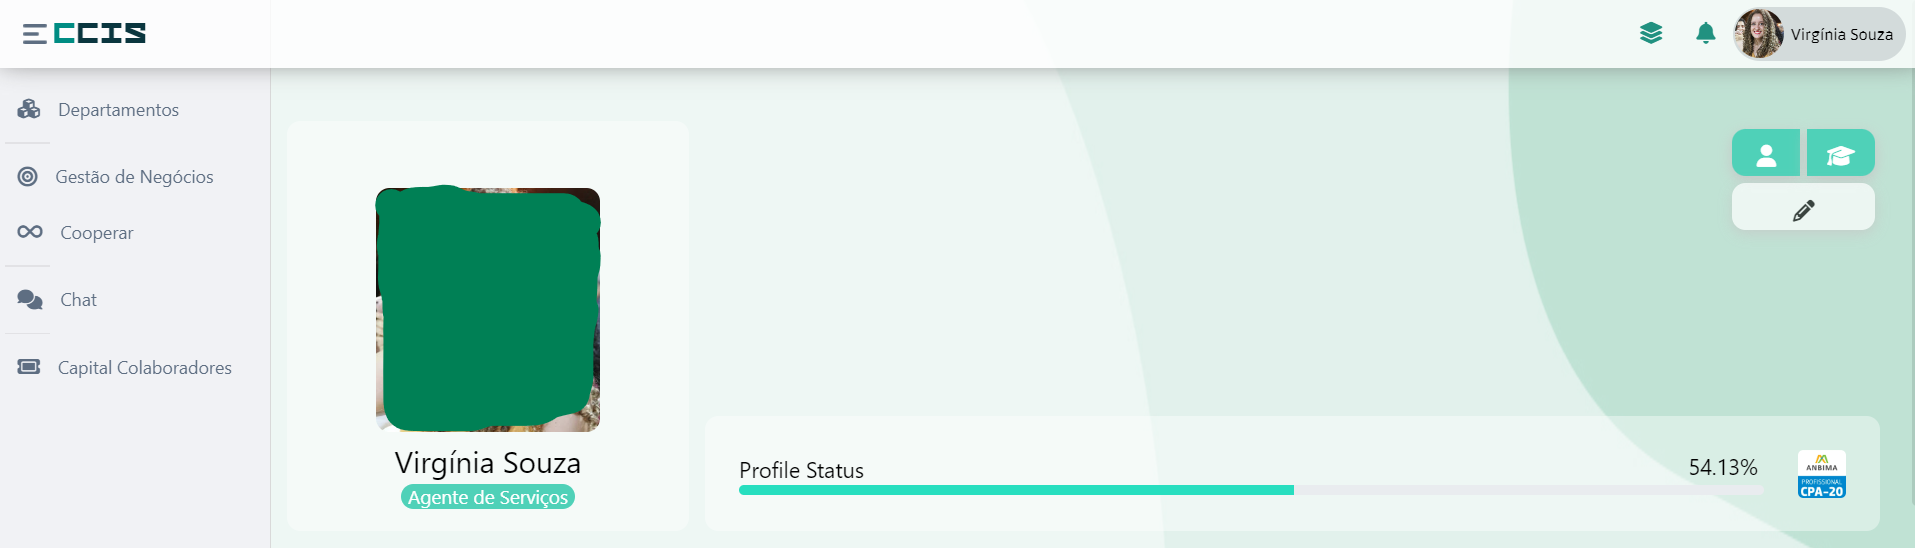 CCIS
Virgínia Souza
Departamentos
Gestão de Negócios
Cooperar
Chat
Capital Colaboradores
Virgínia Souza
Agente de Serviços
Profile Status
54.13%
ANBIMA
PROFISSIONAL
CPA-20